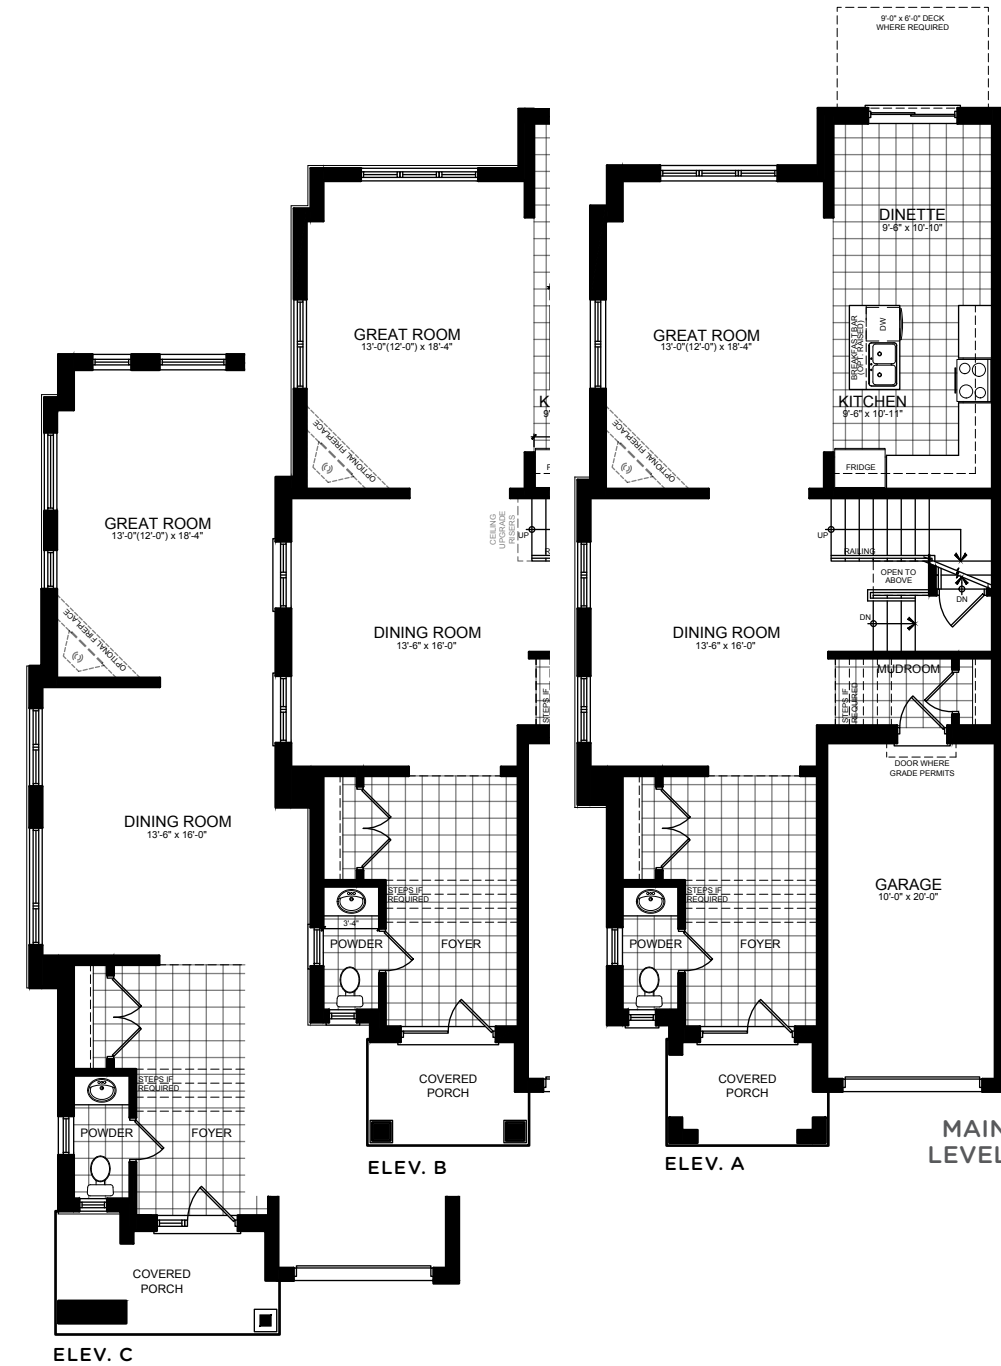 9'-0" x 6'-0" DECK
WHERE REQUIRED
DINETTE
9'-6" x 10'-10"
GREAT ROOM
13'-0"(12'-0") x 18'-4"
BREAKFAST BAR
(OPT. RAISED)
DW
KITCHEN
9'-6" x 10'-11"
OPTIONAL FIREPLACE
FRIDGE
UP
RAILING
OPEN TO
ABOVE
DN
DN
DINING ROOM
13'-6" x 16'-0"
MUDROOM
STEPS IF
REQUIRED
DOOR WHERE
GRADE PERMITS
GARAGE
10'-0" x 20'-0"
STEPS IF
REQUIRED
POWDER
FOYER
COVERED
PORCH
ELEV. A
MAIN
LEVEL
GREAT ROOM
13'-0"(12'-0") x 18'-4"
K
9'
OPTIONAL FIREPLACE
F
CEILING
UPGRADE
RISERS
UP
R
DINING ROOM
13'-6" x 16'-0"
STEPS IF
STEPS IF
REQUIRED
3'-4"
POWDER
FOYER
COVERED
PORCH
ELEV. B
GREAT ROOM
13'-0"(12'-0") x 18'-4"
OPTIONAL FIREPLACE
DINING ROOM
13'-6" x 16'-0"
STEPS IF
REQUIRED
POWDER
FOYER
COVERED
PORCH
ELEV. C